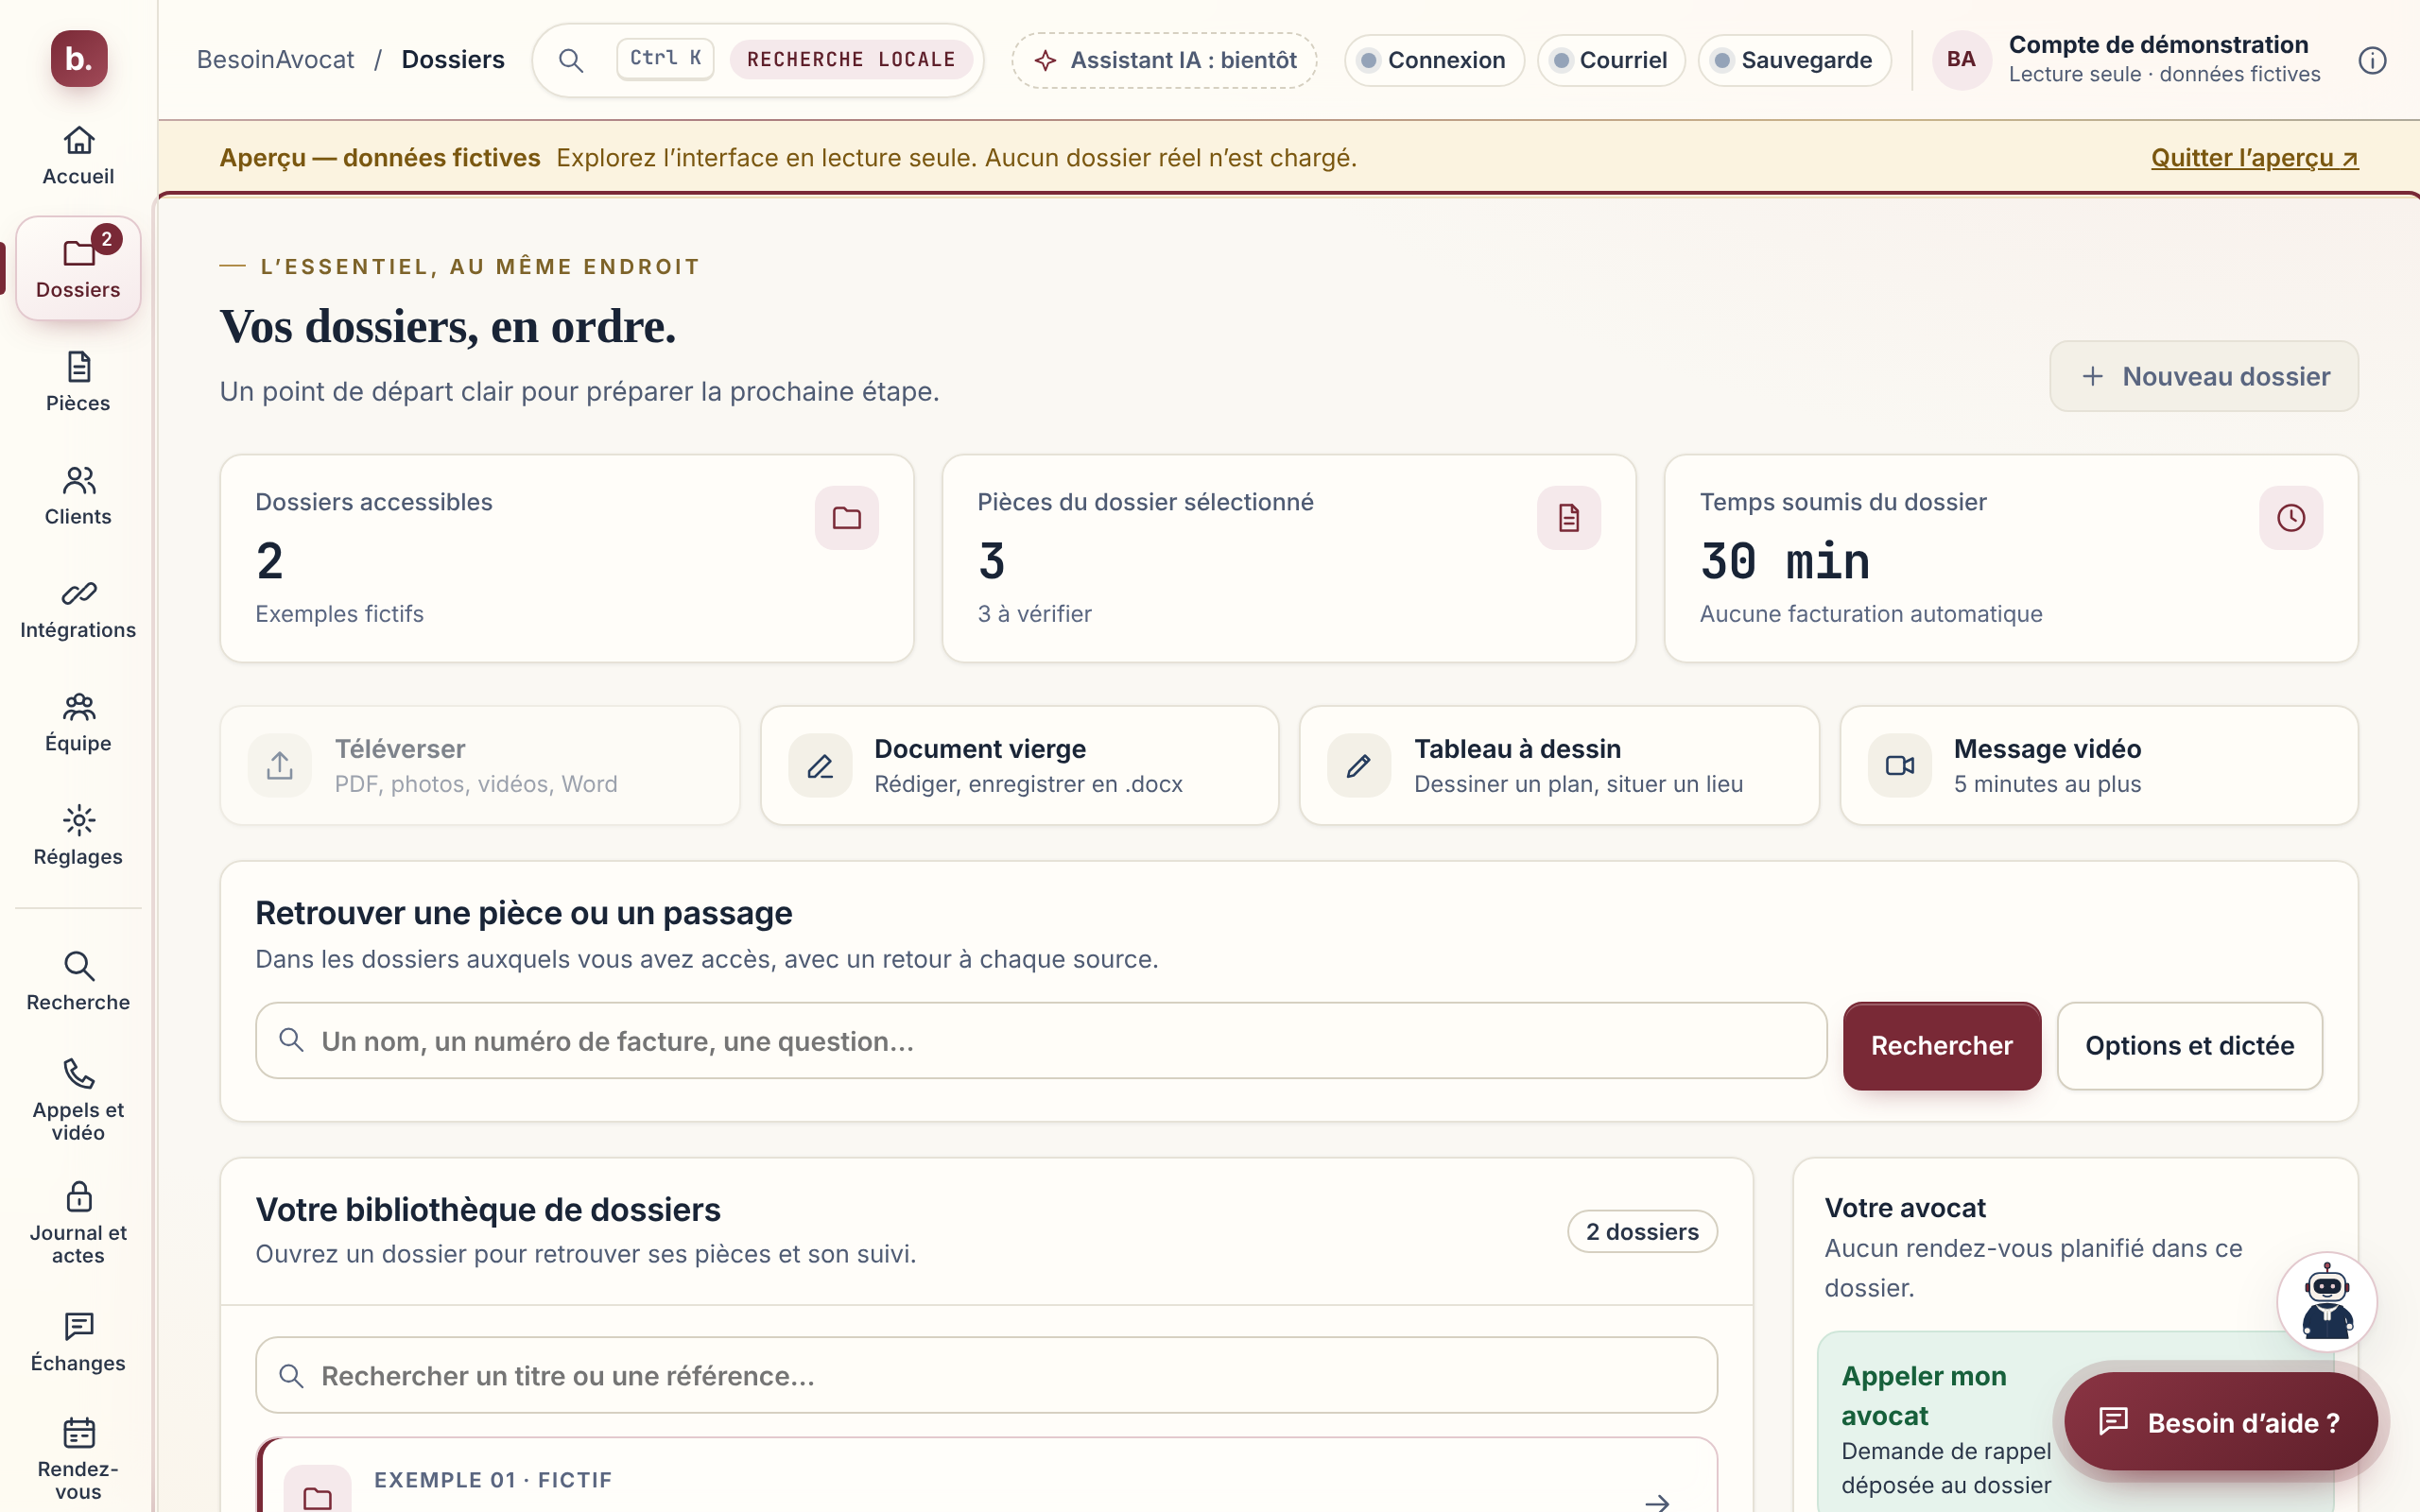 b.
BesoinAvocat / Dossiers
Ctrl K
RECHERCHE LOCALE
Assistant IA : bientôt
Connexion
Courriel
Sauvegarde
BA
Compte de démonstration
Lecture seule · données fictives
Accueil
2
Dossiers
Pièces
Clients
Intégrations
Équipe
Réglages
Recherche
Appels et
vidéo
Journal et
actes
Échanges
Rendez-
vous
Aperçu — données fictives Explorez l’interface en lecture seule. Aucun dossier réel n’est chargé.
Quitter l’aperçu ↗
— L’ESSENTIEL, AU MÊME ENDROIT
Vos dossiers, en ordre.
Un point de départ clair pour préparer la prochaine étape.
+ Nouveau dossier
Dossiers accessibles
2
Exemples fictifs
Pièces du dossier sélectionné
3
3 à vérifier
Temps soumis du dossier
30 min
Aucune facturation automatique
Téléverser
PDF, photos, vidéos, Word
Document vierge
Rédiger, enregistrer en .docx
Tableau à dessin
Dessiner un plan, situer un lieu
Message vidéo
5 minutes au plus
Retrouver une pièce ou un passage
Dans les dossiers auxquels vous avez accès, avec un retour à chaque source.
Un nom, un numéro de facture, une question…
Rechercher
Options et dictée
Votre bibliothèque de dossiers
Ouvrez un dossier pour retrouver ses pièces et son suivi.
2 dossiers
Rechercher un titre ou une référence…
EXEMPLE 01 · FICTIF
→
Votre avocat
Aucun rendez-vous planifié dans ce
dossier.
Appeler mon
avocat
Demande de rappel
déposée au dossier
Besoin d’aide ?